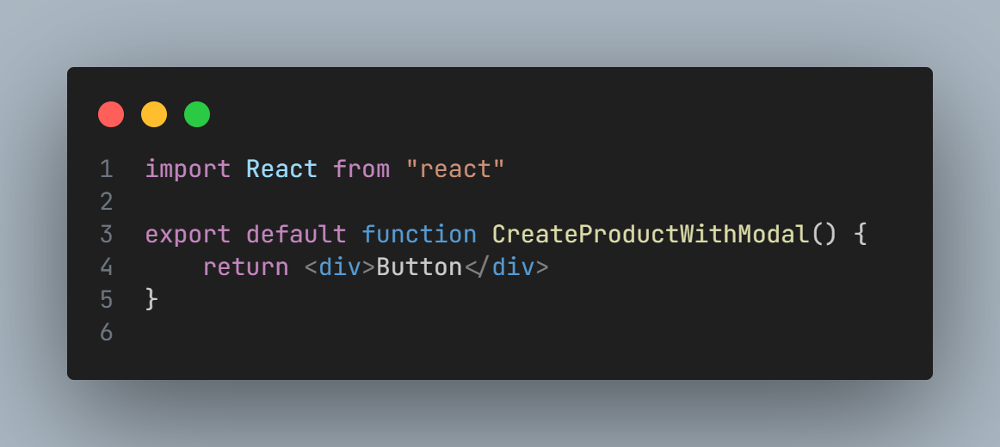 1 import React from "react"
2
3 export default function CreateProductWithModal() {
4     return <div>Button</div>
5 }
6